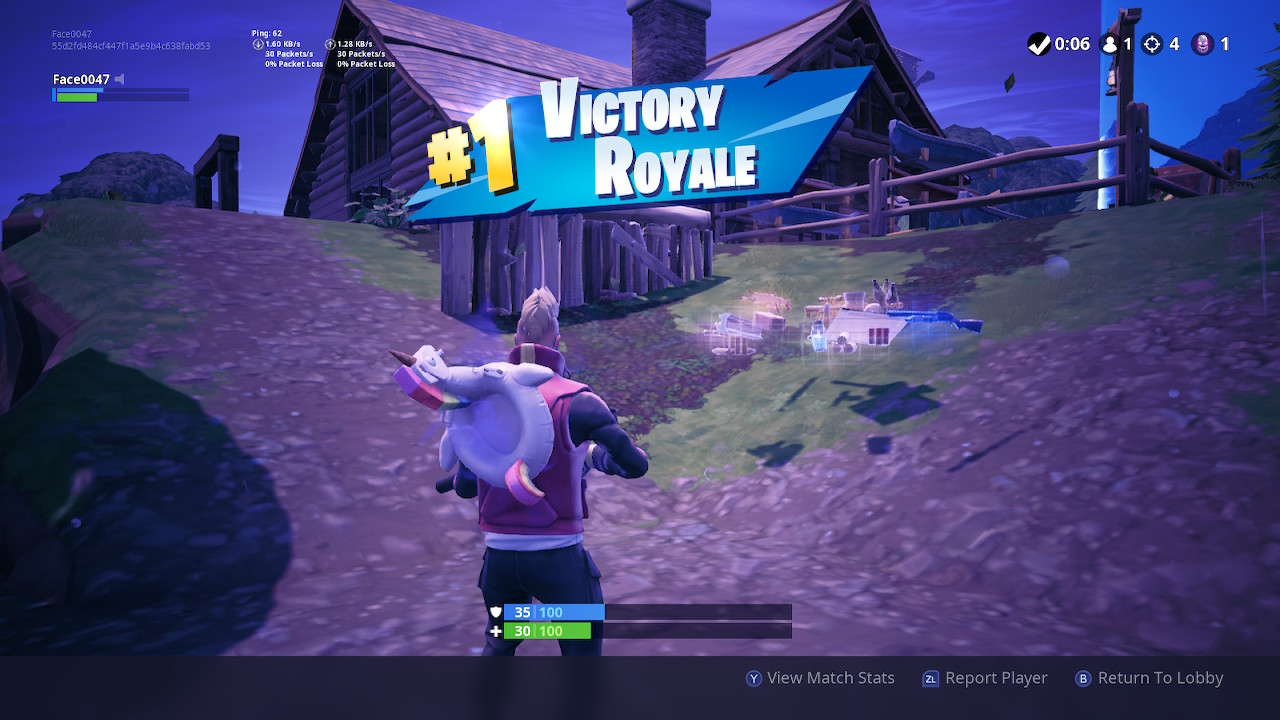 Face0047
55d2fd484cf447f1a5e9b4c638fabd53
Ping: 62
1.60 KB/s
1.28 KB/s
30 Packets/s
30 Packets/s
0% Packet Loss
0% Packet Loss
0:06
1
4
1
Face0047
#1
VICTORY
ROYALE
35 | 100
30 | 100
Y View Match Stats
ZL Report Player
B Return To Lobby